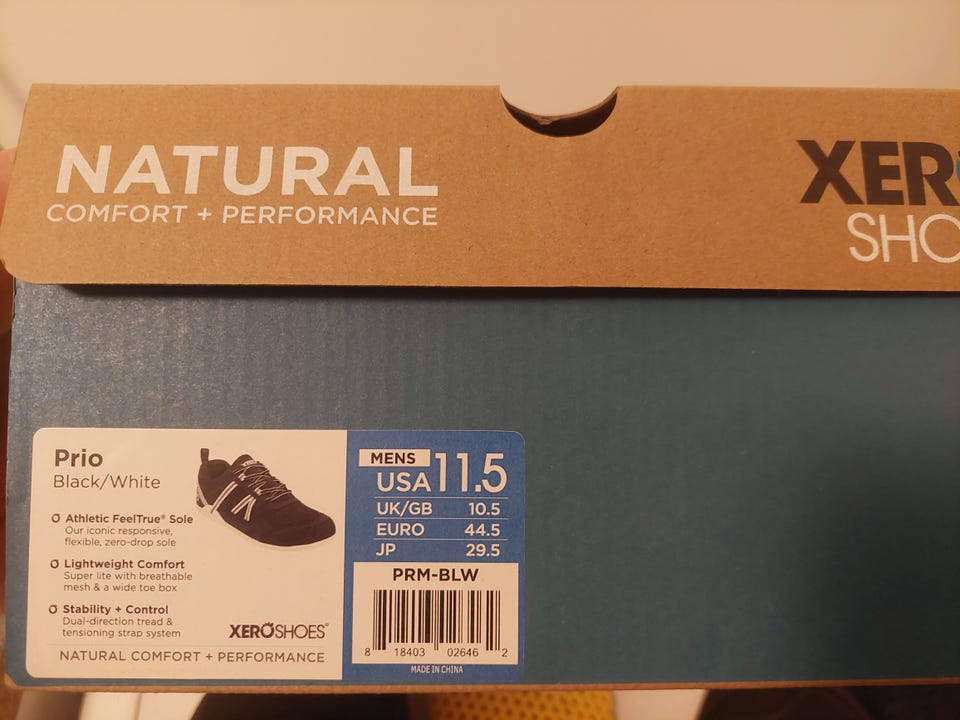 NATURAL
COMFORT + PERFORMANCE
XER
SHO
Prio
Black/White
Athletic FeelTrue® Sole
Our iconic responsive,
flexible, zero-drop sole
Lightweight Comfort
Super lite with breathable
mesh & a wide toe box
Stability + Control
Dual-direction tread &
tensioning strap system
XEROSHOES®
NATURAL COMFORT + PERFORMANCE
MENS
USA 11.5
UK/GB 10.5
EURO 44.5
JP 29.5
PRM-BLW
8 18403 02646 2
MADE IN CHINA